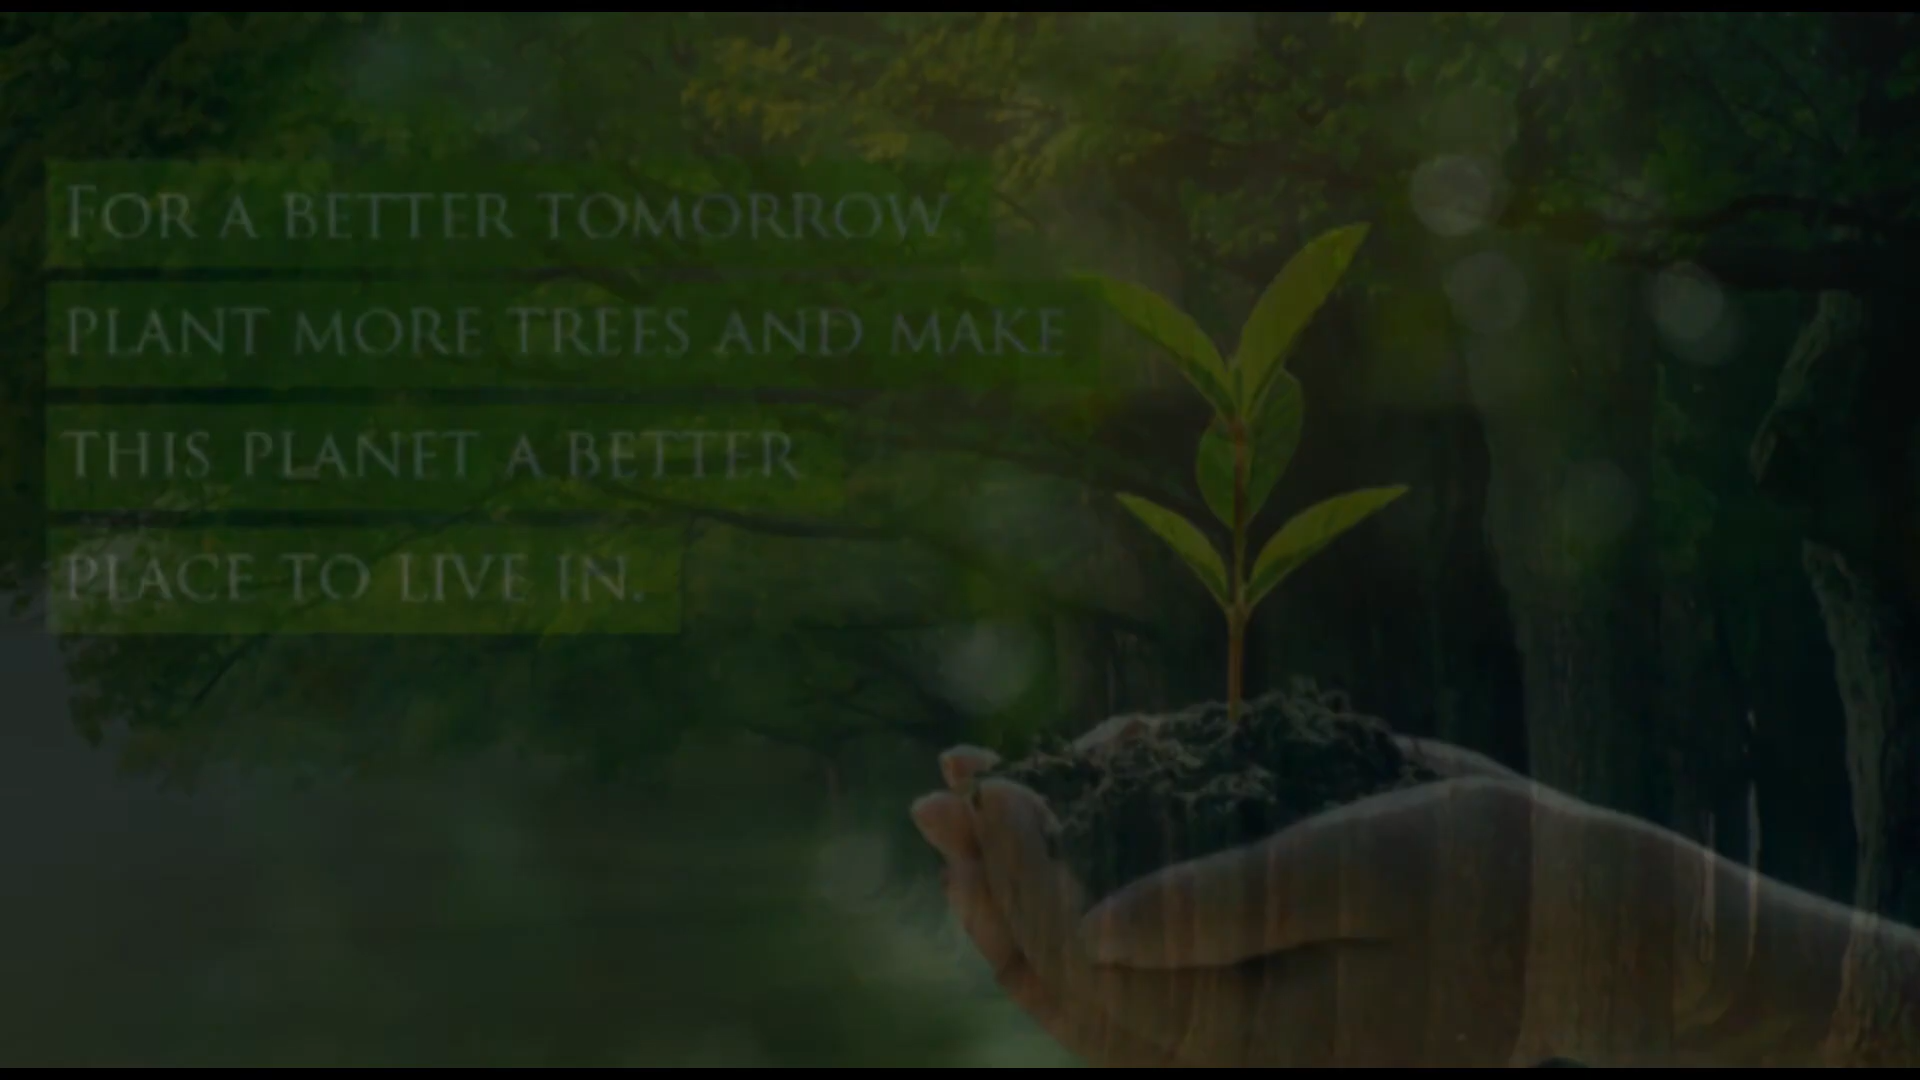 For a better tomorrow
plant more trees and make
this planet a better
place to live in.